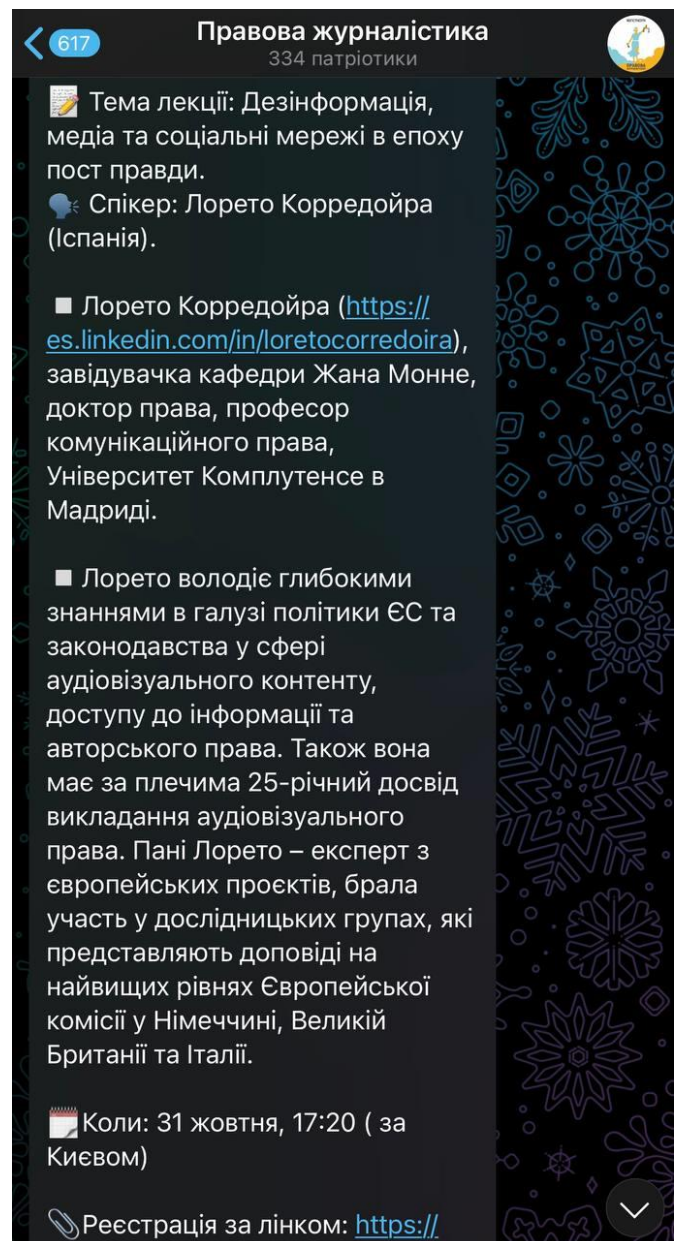 617
Правова журналістика
334 патріотики
📝 Тема лекції: Дезінформація,
медіа та соціальні мережі в епоху
пост правди.
🗣 Спікер: Лорето Корредойра
(Іспанія).
◽ Лорето Корредойра (https://
es.linkedin.com/in/loretocorredoira),
завідувачка кафедри Жана Монне,
доктор права, професор
комунікаційного права,
Університет Комплутенсе в
Мадриді.
◽ Лорето володіє глибокими
знаннями в галузі політики ЄС та
законодавства у сфері
аудіовізуального контенту,
доступу до інформації та
авторського права. Також вона
має за плечима 25-річний досвід
викладання аудіовізуального
права. Пані Лорето – експерт з
європейських проєктів, брала
участь у дослідницьких групах, які
представляють доповіді на
найвищих рівнях Європейської
комісії у Німеччині, Великій
Британії та Італії.
🗓Коли: 31 жовтня, 17:20 ( за
Києвом)
📎Реєстрація за лінком: https://